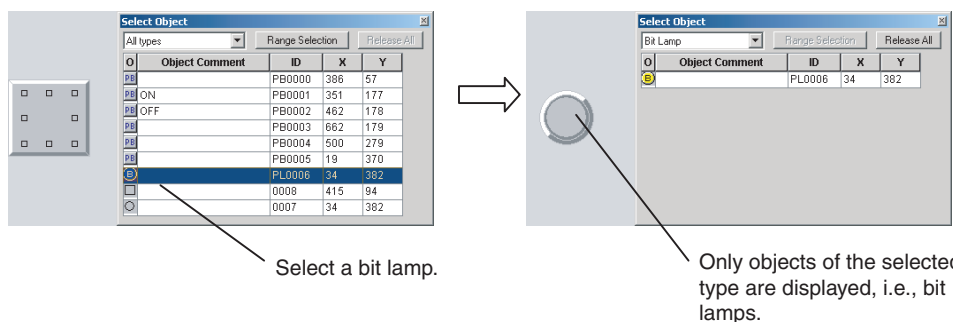 Select Object
All types Range Selection Release All
O Object Comment ID X Y
PB PB0000 386 57
PB ON PB0001 351 177
PB OFF PB0002 462 178
PB PB0003 662 179
PB PB0004 500 279
PB PB0005 19 370
B PL0006 34 382
0008 415 94
0007 34 382
Select a bit lamp.
Select Object
Bit Lamp Range Selection Release All
O Object Comment ID X Y
B PL0006 34 382
Only objects of the selected
type are displayed, i.e., bit
lamps.